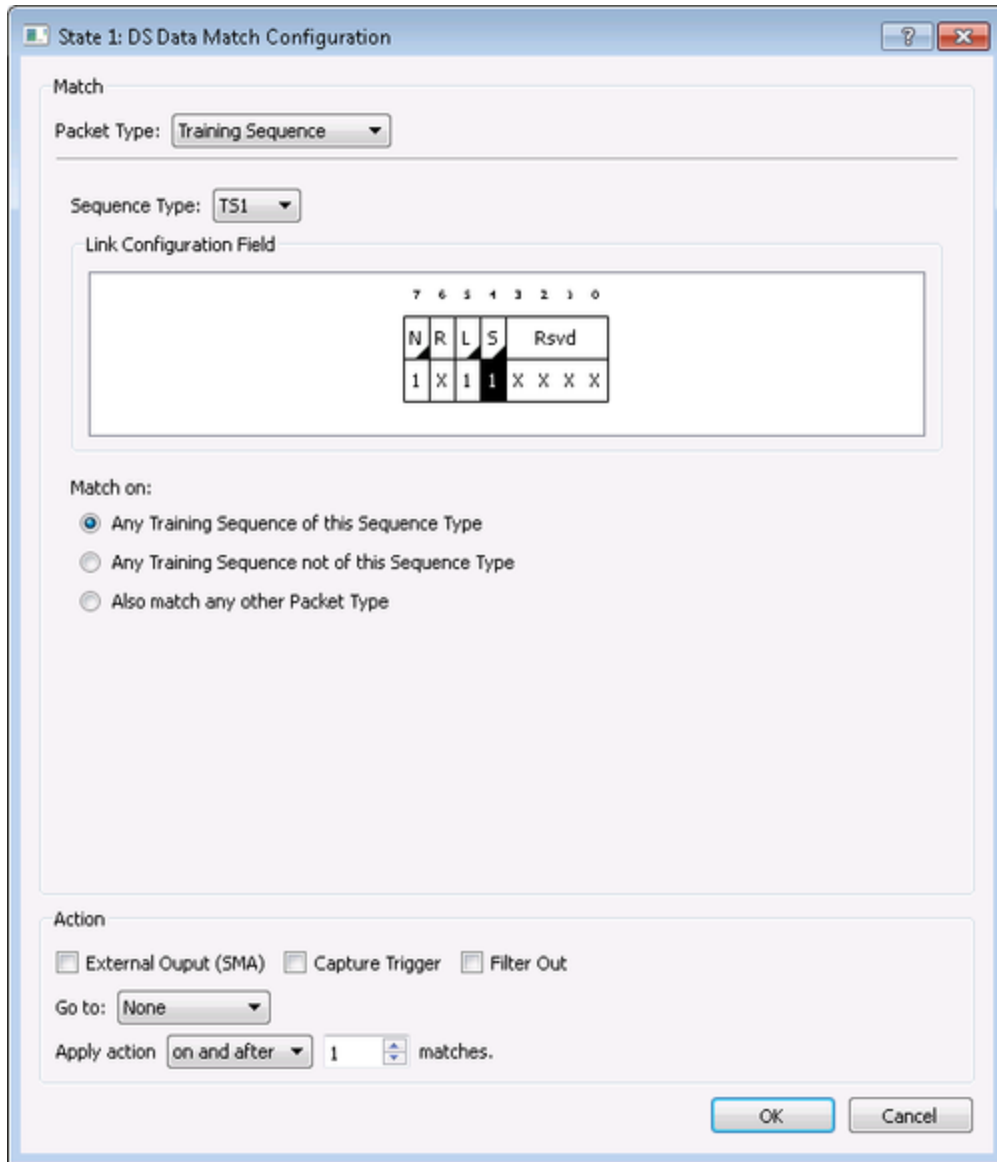 State 1: DS Data Match Configuration
Match
Packet Type: Training Sequence
Sequence Type: TS1
Link Configuration Field
7 6 5 4 3 2 1 0
N R L S Rsvd
1 X 1 1 X X X X
Match on:
Any Training Sequence of this Sequence Type
Any Training Sequence not of this Sequence Type
Also match any other Packet Type
Action
External Ouput (SMA) Capture Trigger Filter Out
Go to: None
Apply action on and after 1 matches.
OK Cancel